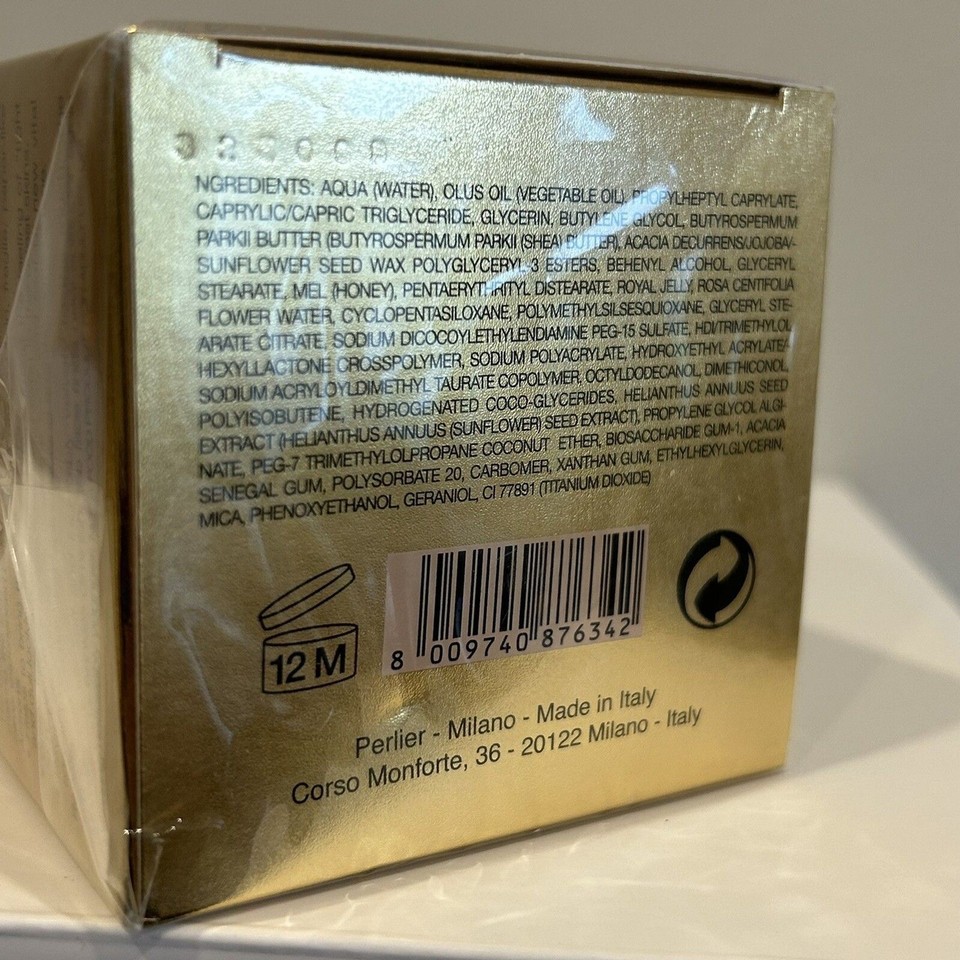 NGREDIENTS: AQUA (WATER), OLUS OIL (VEGETABLE OIL), PROPYLHEPTYL CAPRYLATE,
CAPRYLIC/CAPRIC TRIGLYCERIDE, GLYCERIN, BUTYLENE GLYCOL, BUTYROSPERMUM
PARKII BUTTER (BUTYROSPERMUM PARKII (SHEA) BUTTER), ACACIA DECURRENS/JOJOBA/-
SUNFLOWER SEED WAX POLYGLYCERYL-3 ESTERS, BEHENYL ALCOHOL, GLYCERYL
STEARATE, MEL (HONEY), PENTAERYTHRITYL DISTEARATE, ROYAL JELLY, ROSA CENTIFOLIA
FLOWER WATER, CYCLOPENTASILOXANE, POLYMETHYLSILSESQUIOXANE, GLYCERYL STE-
ARATE CITRATE, SODIUM DICOCOYLETHYLENDIAMINE PEG-15 SULFATE, HDI/TRIMETHYLOL
HEXYLLACTONE CROSSPOLYMER, SODIUM POLYACRYLATE, HYDROXYETHYL ACRYLATE/
SODIUM ACRYLOYLDIMETHYL TAURATE COPOLYMER, OCTYLDODECANOL, DIMETHICONOL,
POLYISOBUTENE, HYDROGENATED COCO-GLYCERIDES, HELIANTHUS ANNUUS SEED
EXTRACT (HELIANTHUS ANNUUS (SUNFLOWER) SEED EXTRACT), PROPYLENE GLYCOL ALGI-
NATE, PEG-7 TRIMETHYLOLPROPANE COCONUT ETHER, BIOSACCHARIDE GUM-1, ACACIA
SENEGAL GUM, POLYSORBATE 20, CARBOMER, XANTHAN GUM, ETHYLHEXYLGLYCERIN,
MICA, PHENOXYETHANOL, GERANIOL, CI 77891 (TITANIUM DIOXIDE)
12 M
8 009740 876342
Perlier - Milano - Made in Italy
Corso Monforte, 36 - 20122 Milano - Italy